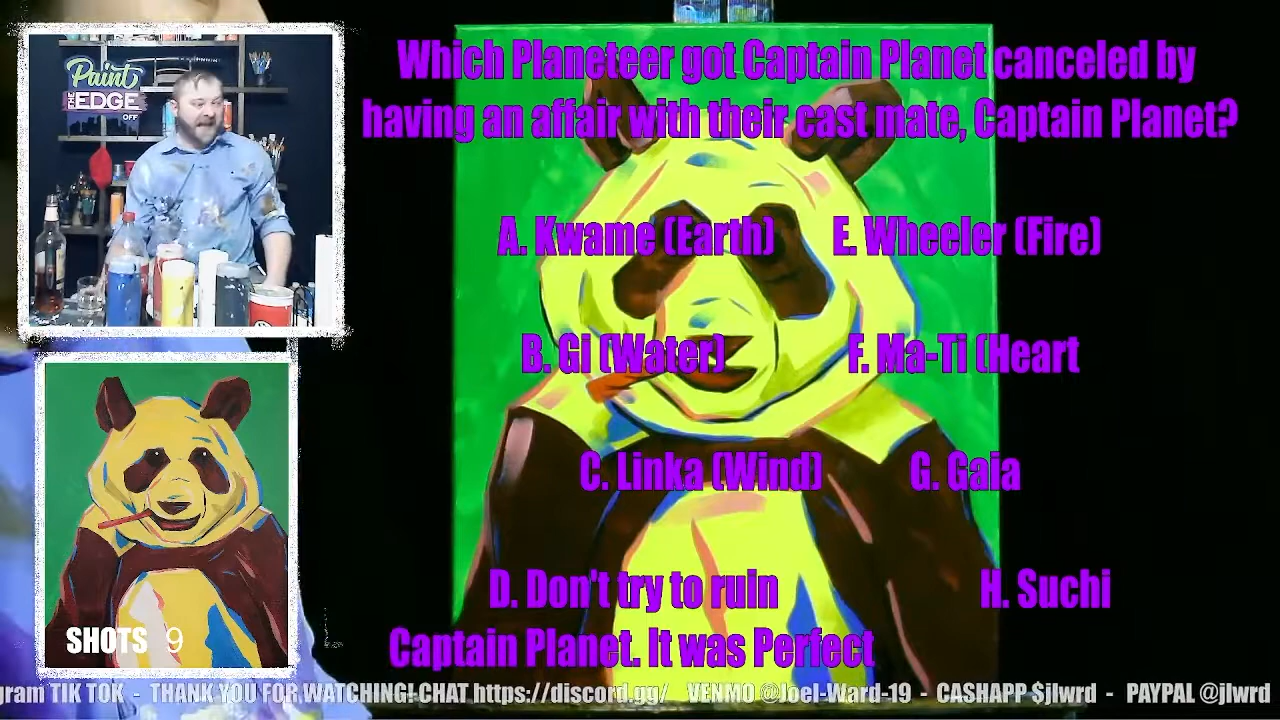 Paint
THE EDGE
OFF
Which Planeteer got Captain Planet canceled by
having an affair with their cast mate, Captain Planet?
A. Kwame (Earth)
E. Wheeler (Fire)
B. Gi (Water)
F. Ma-Ti (Heart
C. Linka (Wind)
G. Gaia
D. Don't try to ruin
Captain Planet. It was Perfect
H. Suchi
SHOTS 9
gram TIK TOK - THANK YOU FOR WATCHING! CHAT https://discord.gg/ VENMO @Joel-Ward-19 - CASHAPP $jlwrd - PAYPAL @jlwrd